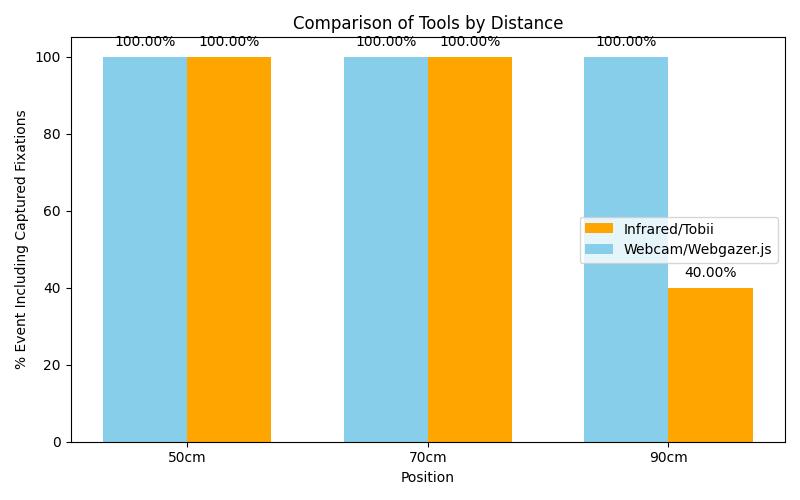 Comparison of Tools by Distance
100.00% 100.00% 100.00% 100.00% 100.00%
100
80
60
40
20
0
% Event Including Captured Fixations
Infrared/Tobii
Webcam/Webgazer.js
40.00%
50cm 70cm 90cm
Position